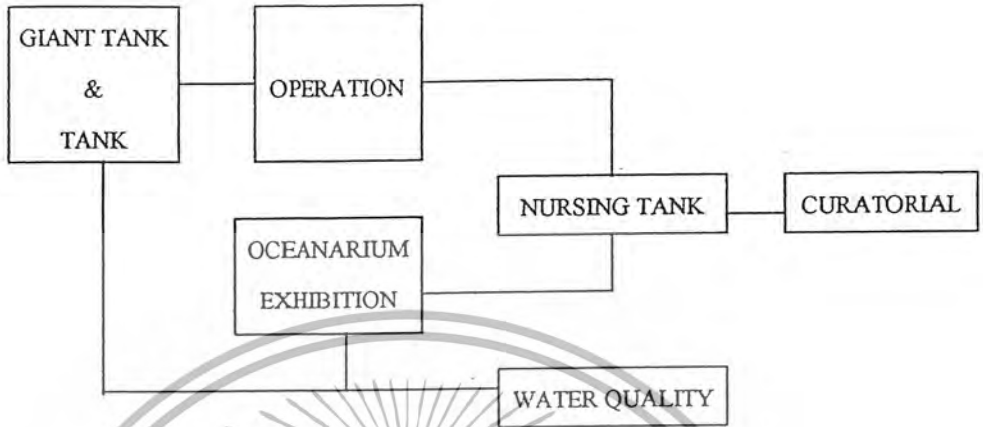 GIANT TANK
&
TANK
OPERATION
NURSING TANK
CURATORIAL
OCEANARIUM
EXHIBITION
WATER QUALITY